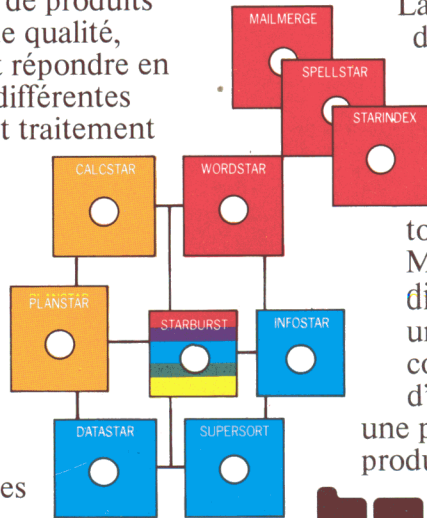 de produits
e qualité,
t répondre en
différentes
t traitement
La
d
MAILMERGE
SPELLSTAR
STARINDEX
CALCSTAR
WORDSTAR
PLANSTAR
STARBURST
INFOSTAR
DATASTAR
SUPERSORT
to
M
di
un
co
d'
une p
produ
es